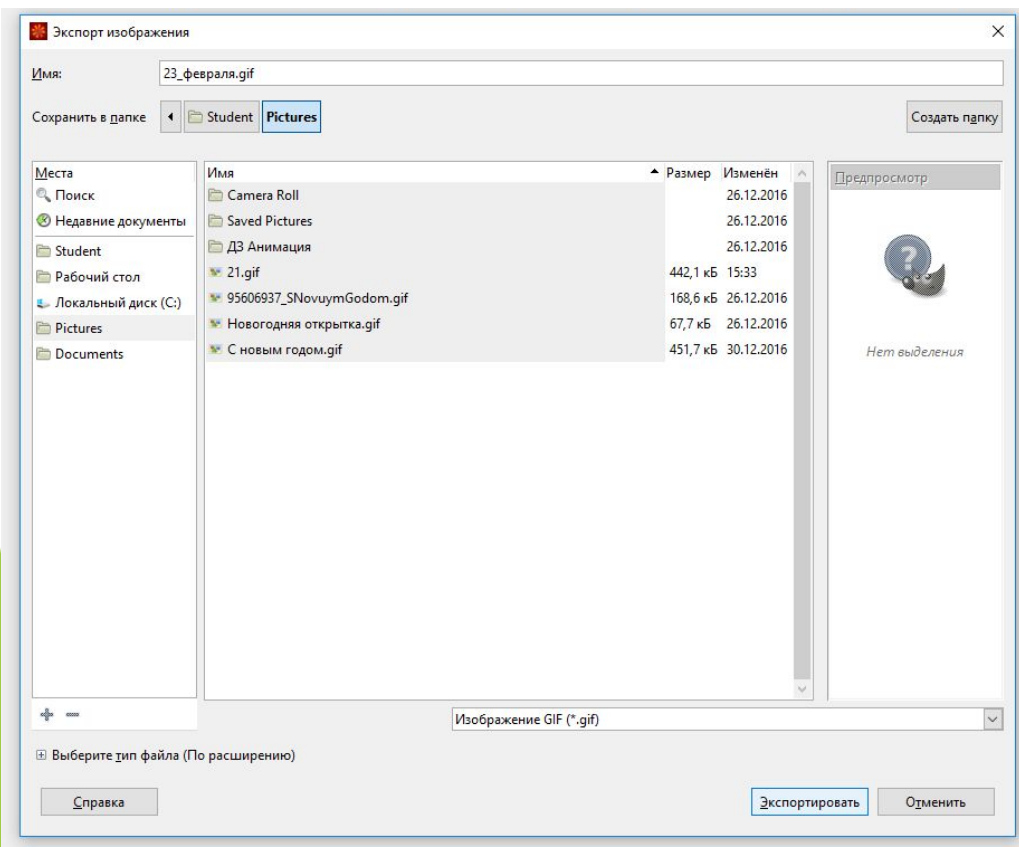 Экспорт изображения
Имя: 23_февраля.gif
Сохранить в папке Student Pictures Создать папку
Места
Поиск
Недавние документы
Student
Рабочий стол
Локальный диск (C:)
Pictures
Documents
Имя Размер Изменён
Camera Roll 26.12.2016
Saved Pictures 26.12.2016
ДЗ Анимация 26.12.2016
21.gif 442,1 кБ 15:33
95606937_SNovuymGodom.gif 168,6 кБ 26.12.2016
Новогодняя открытка.gif 67,7 кБ 26.12.2016
С новым годом.gif 451,7 кБ 30.12.2016
Предпросмотр
Нет выделения
Изображение GIF (*.gif)
Выберите тип файла (По расширению)
Справка Экспортировать Отменить